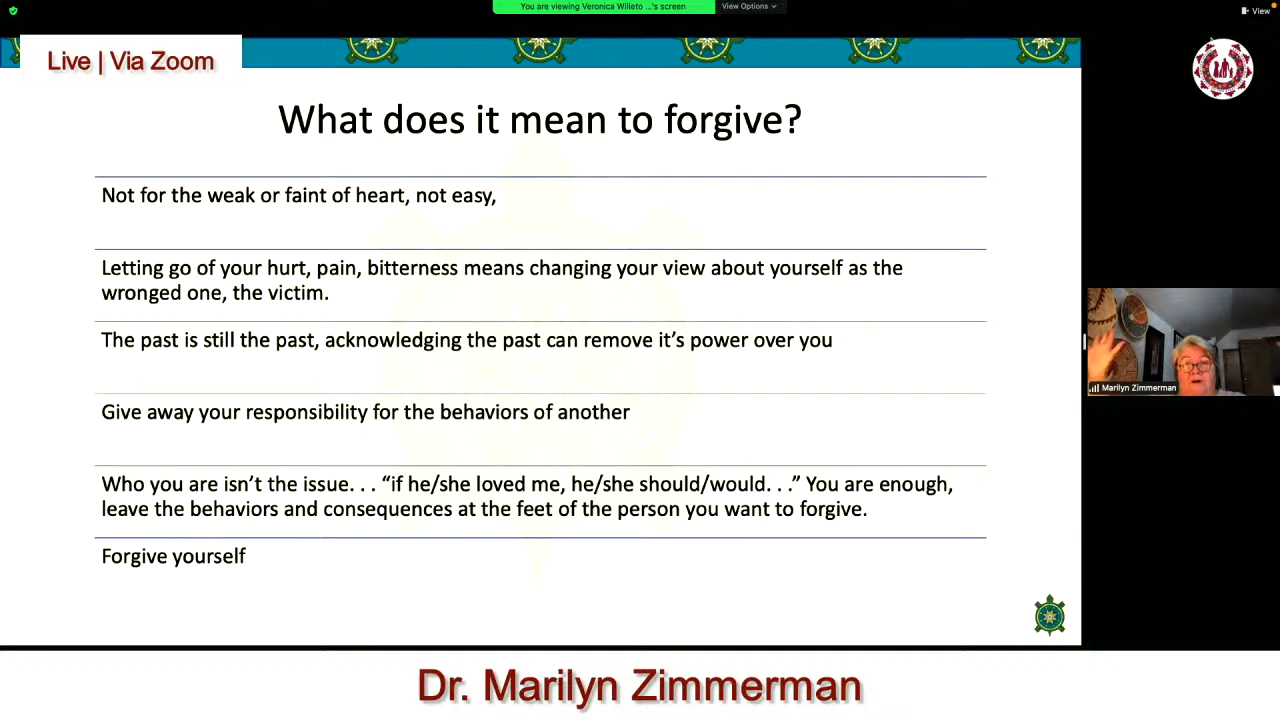 You are viewing Veronica Willeto ...'s screen
View Options
View
Live | Via Zoom
What does it mean to forgive?
Not for the weak or faint of heart, not easy,
Letting go of your hurt, pain, bitterness means changing your view about yourself as the
wronged one, the victim.
The past is still the past, acknowledging the past can remove it’s power over you
Give away your responsibility for the behaviors of another
Who you are isn’t the issue. . . “if he/she loved me, he/she should/would. . .” You are enough,
leave the behaviors and consequences at the feet of the person you want to forgive.
Forgive yourself
Marilyn Zimmerman
Dr. Marilyn Zimmerman